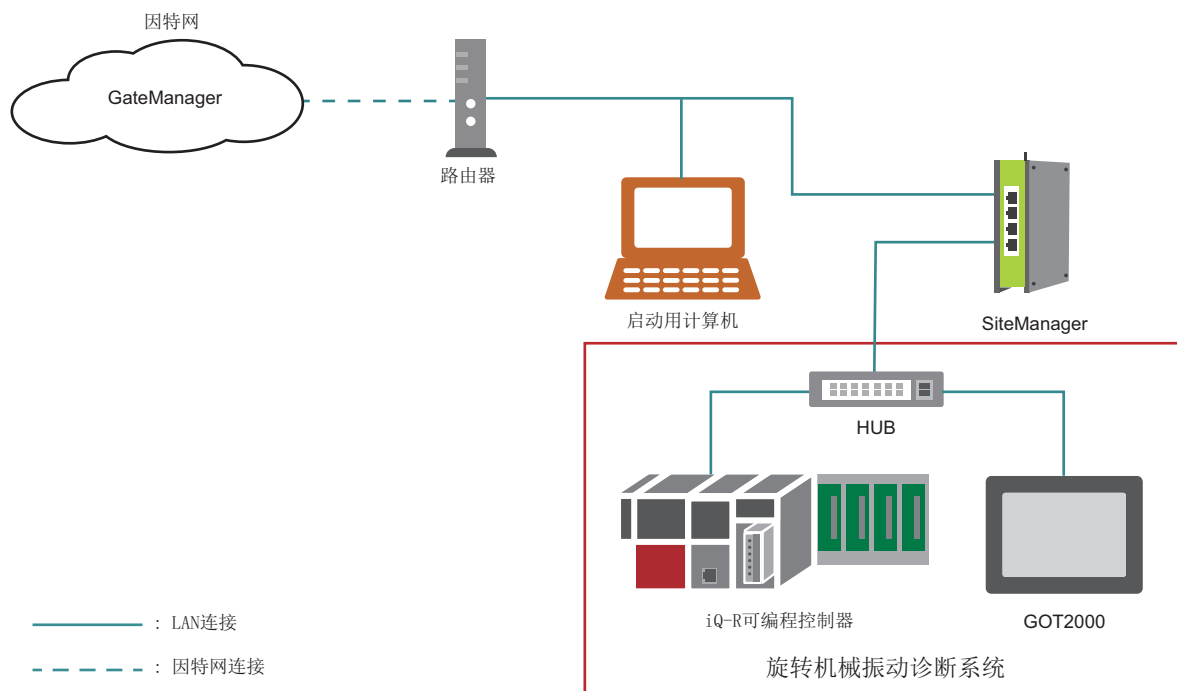 因特网
GateManager
路由器
启动用计算机
SiteManager
HUB
iQ-R可编程控制器
GOT2000
旋转机械振动诊断系统
: LAN连接
: 因特网连接